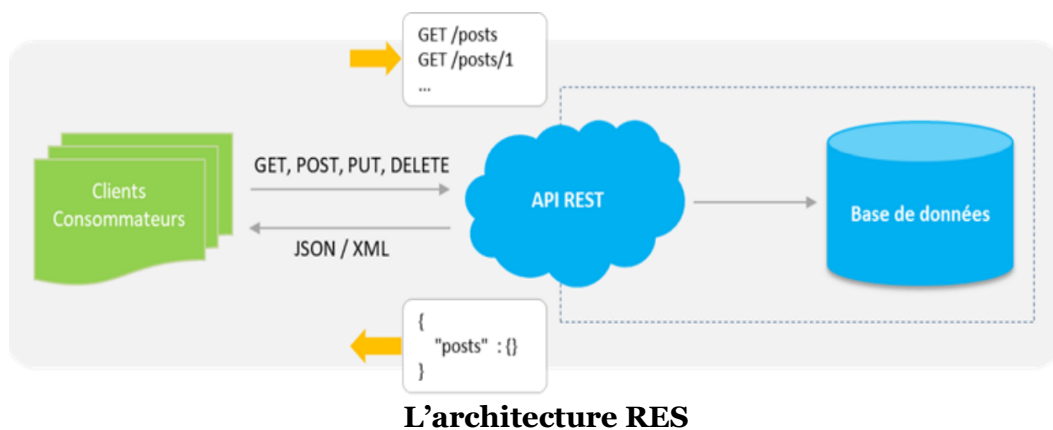 GET /posts
GET /posts/1
...
Clients
Consommateurs
GET, POST, PUT, DELETE
JSON / XML
API REST
Base de données
{
"posts" : {}
}
L’architecture RES